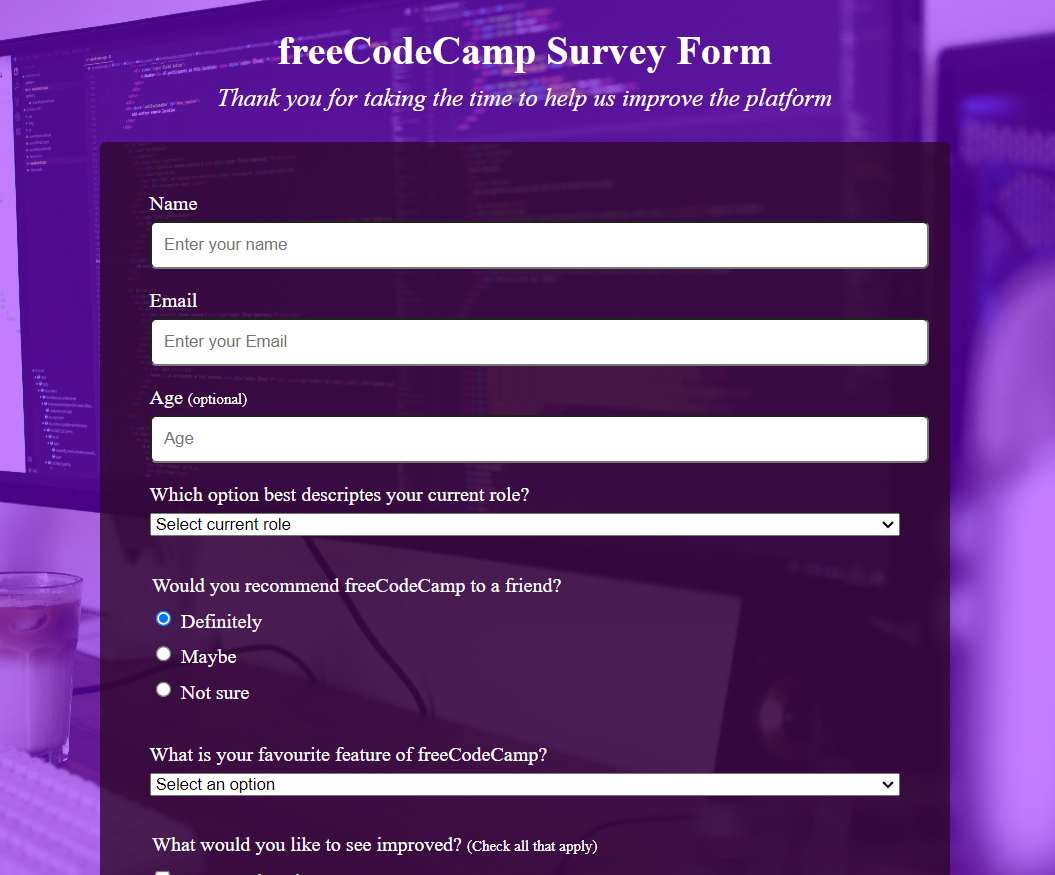 freeCodeCamp Survey Form
Thank you for taking the time to help us improve the platform
Name
Enter your name
Email
Enter your Email
Age (optional)
Age
Which option best descriptes your current role?
Select current role
Would you recommend freeCodeCamp to a friend?
Definitely
Maybe
Not sure
What is your favourite feature of freeCodeCamp?
Select an option
What would you like to see improved? (Check all that apply)